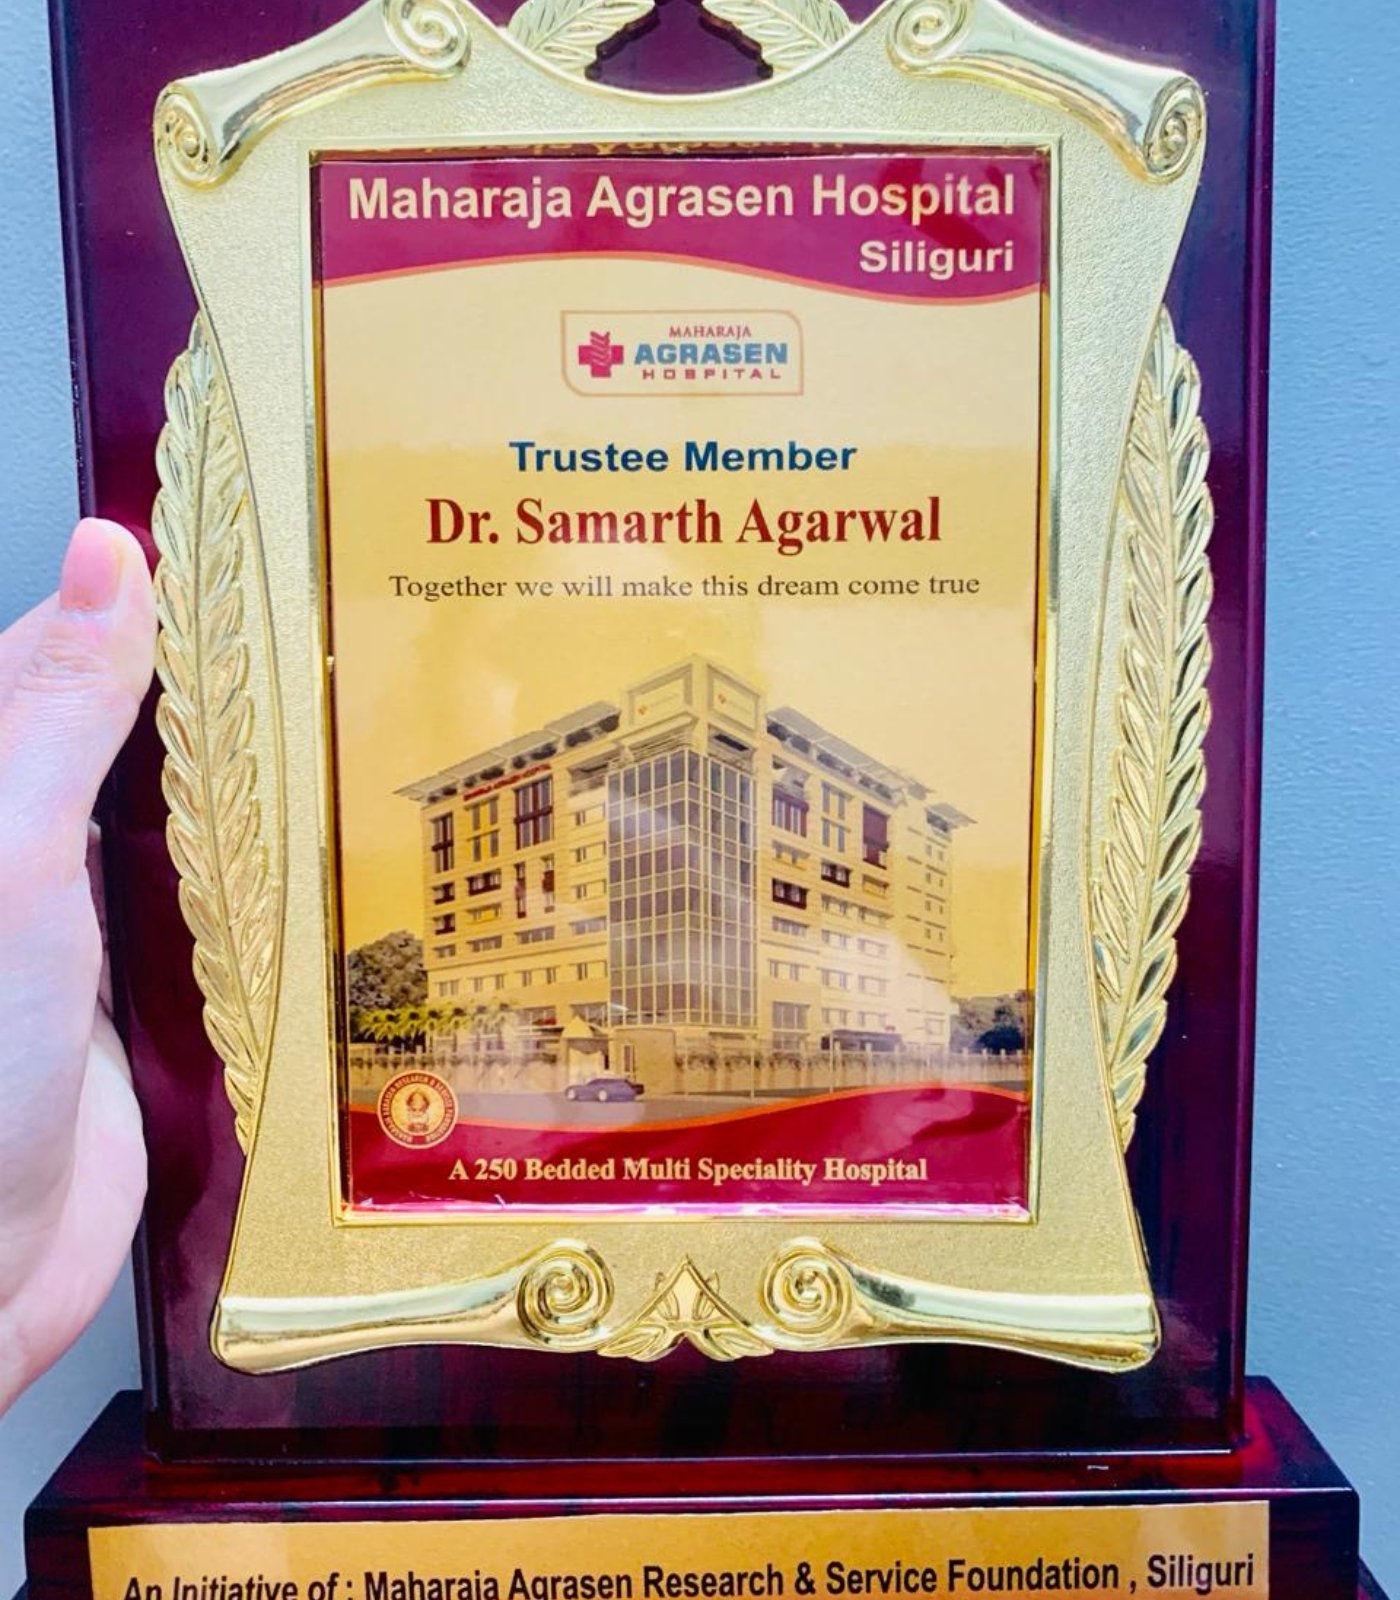 Maharaja Agrasen Hospital
Siliguri
MAHARAJA
AGRASEN
HOSPITAL
Trustee Member
Dr. Samarth Agarwal
Together we will make this dream come true
A 250 Bedded Multi Speciality Hospital
An Initiative of : Maharaja Agrasen Research & Service Foundation , Siliguri